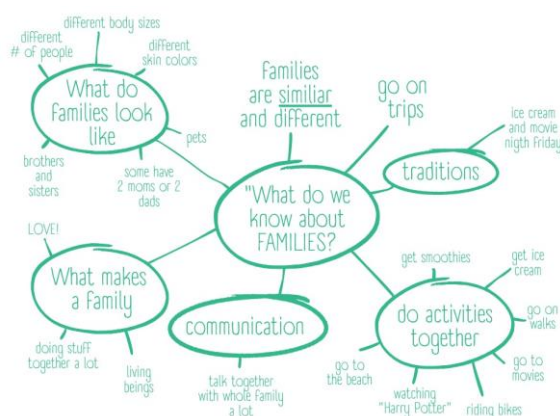 different body sizes
different
# of people
different
skin colors
What do
families look
like
pets
brothers
and
sisters
some have
2 moms or 2
dads
Families
are similiar
and different
go on
trips
ice cream
and movie
nigth Friday
traditions
"What do we
know about
FAMILIES?
LOVE!
What makes
a family
doing stuff
together a lot
living
beings
communication
talk together
with whole family
a lot
get smoothies
get ice
cream
do activities
together
go on
walks
go to
movies
go to
the beach
watching
"Harry Potter"
riding bikes